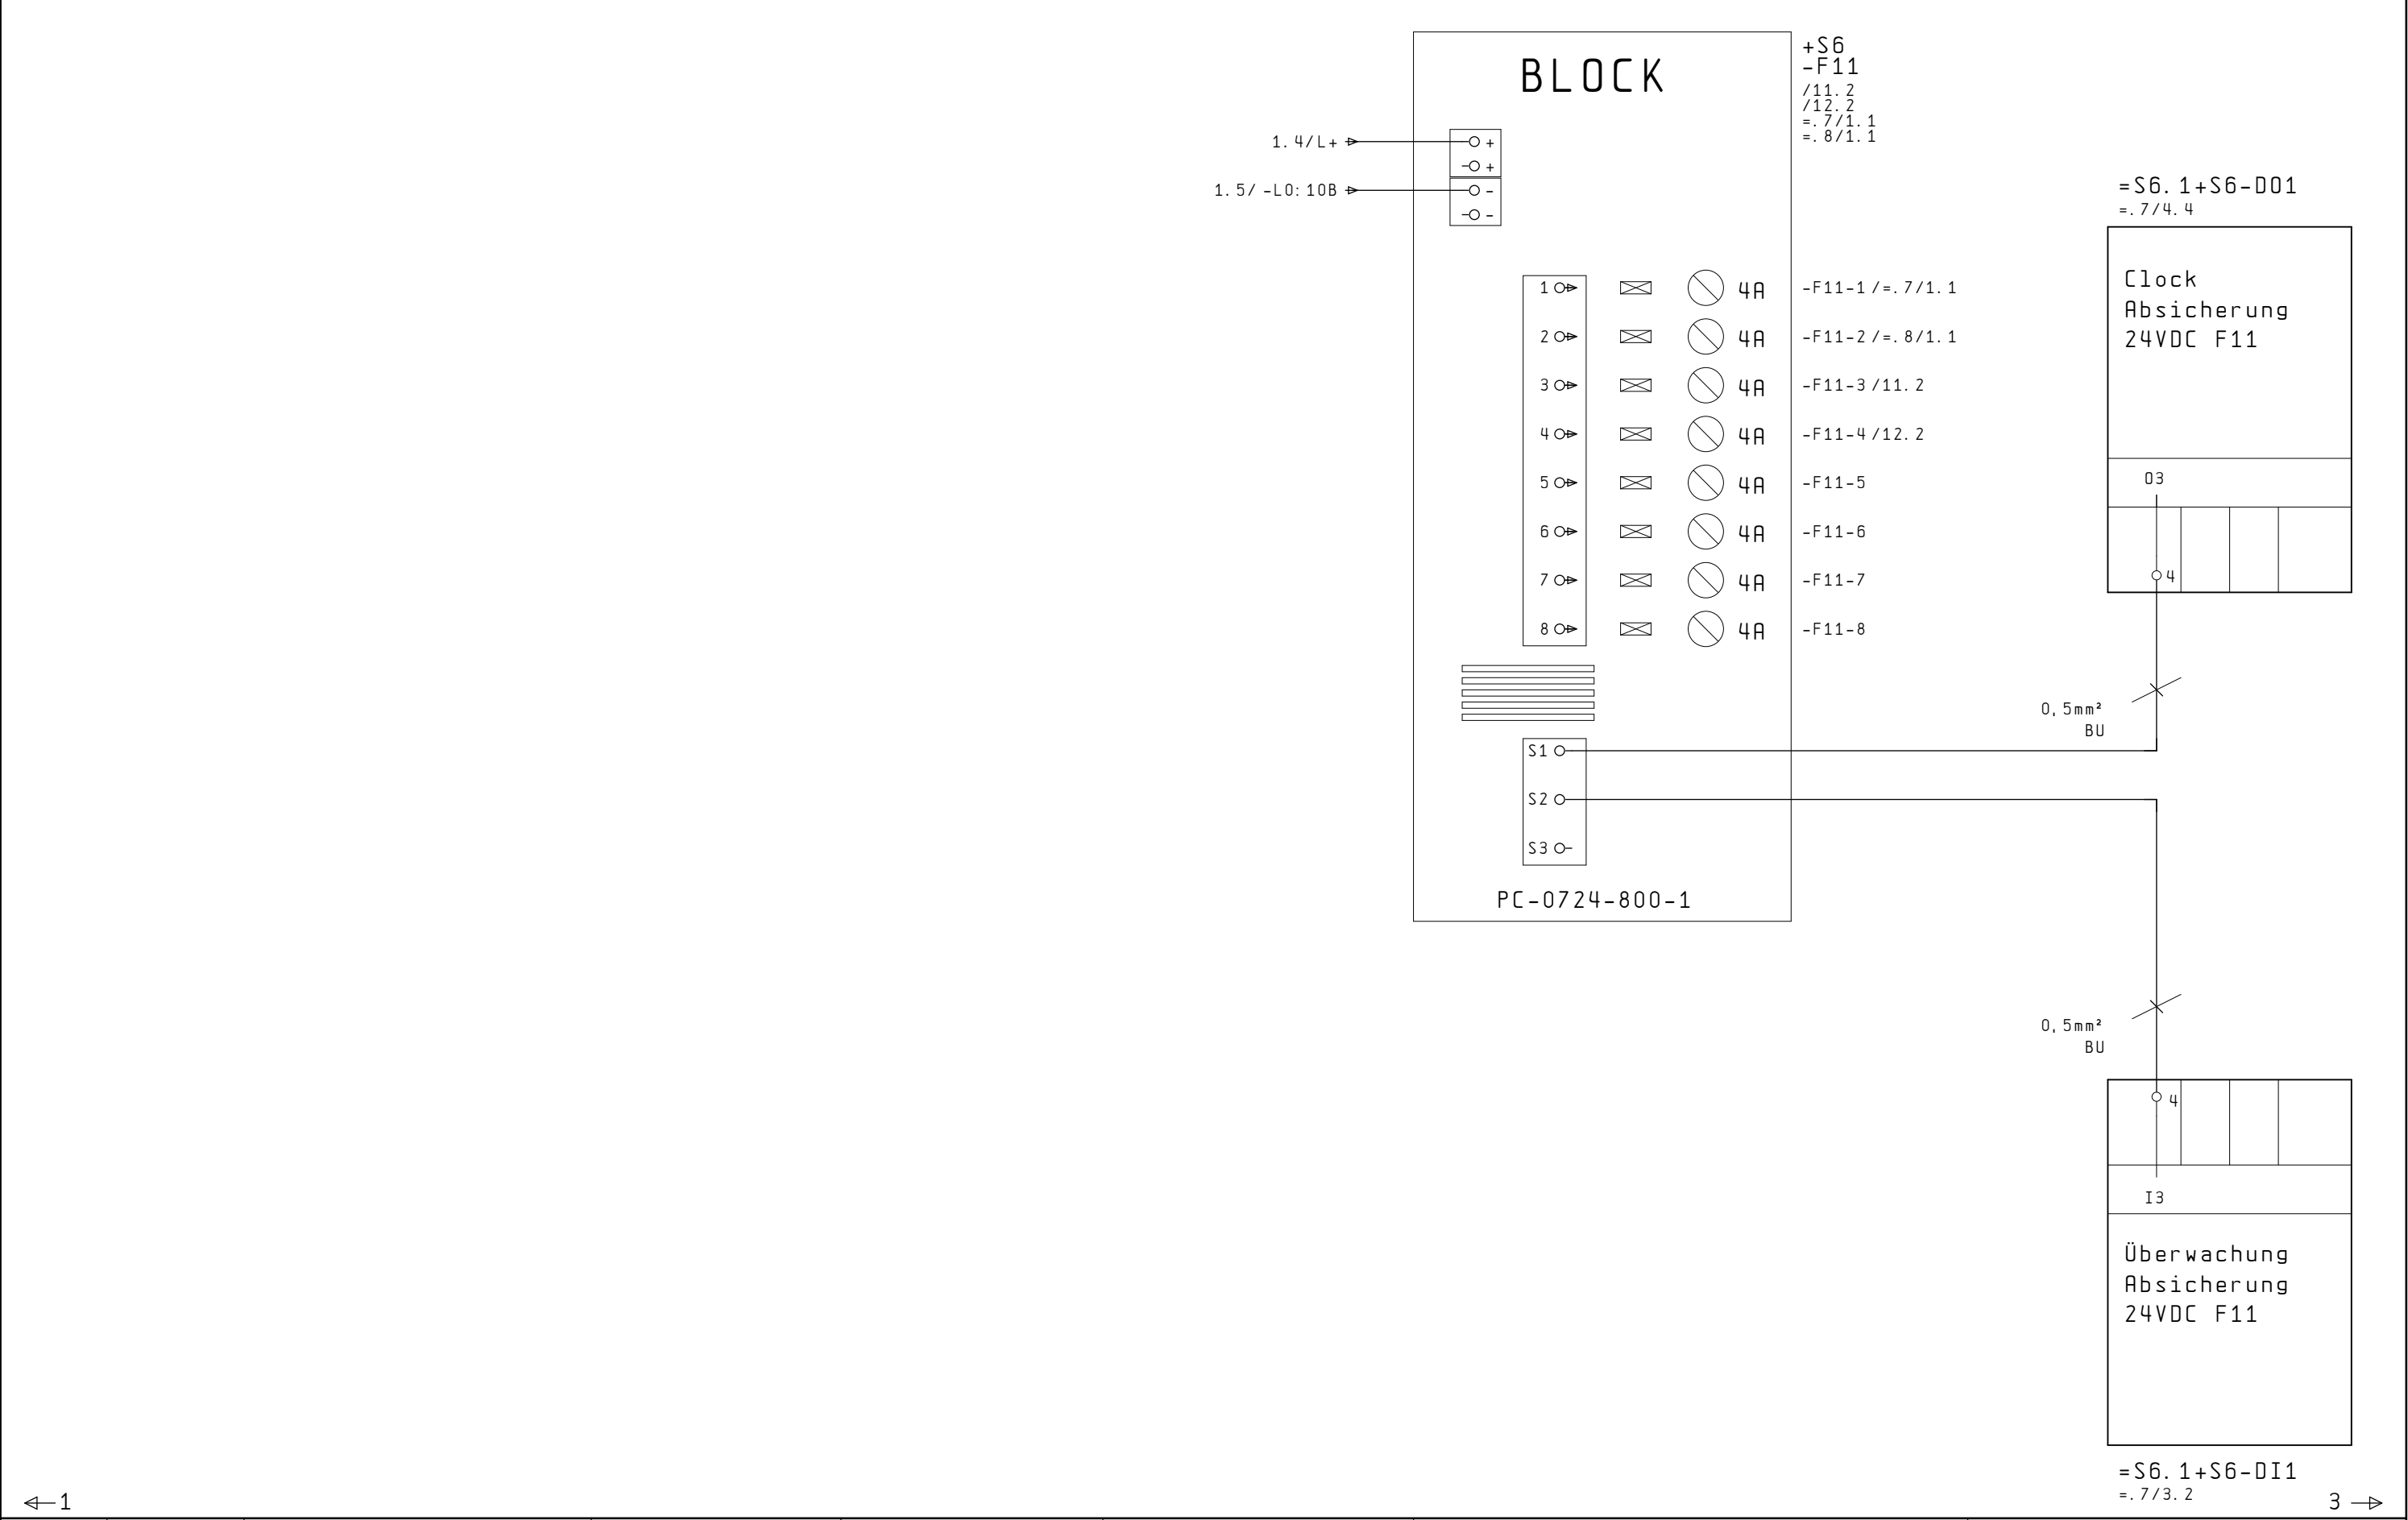 BLOCK
+S6
-F11
/11.2
/12.2
=.7/1.1
=.8/1.1
1.4/L+
+
+
1.5/ -L0:10B
-
-
1 4A -F11-1 /=.7/1.1
2 4A -F11-2 /=.8/1.1
3 4A -F11-3 /11.2
4 4A -F11-4 /12.2
5 4A -F11-5
6 4A -F11-6
7 4A -F11-7
8 4A -F11-8
S1
S2
S3
PC-0724-800-1
=S6.1+S6-DO1
=.7/4.4
Clock
Absicherung
24VDC F11
O3
4
0,5mm²
BU
0,5mm²
BU
4
I3
Überwachung
Absicherung
24VDC F11
=S6.1+S6-DI1
=.7/3.2
1
3